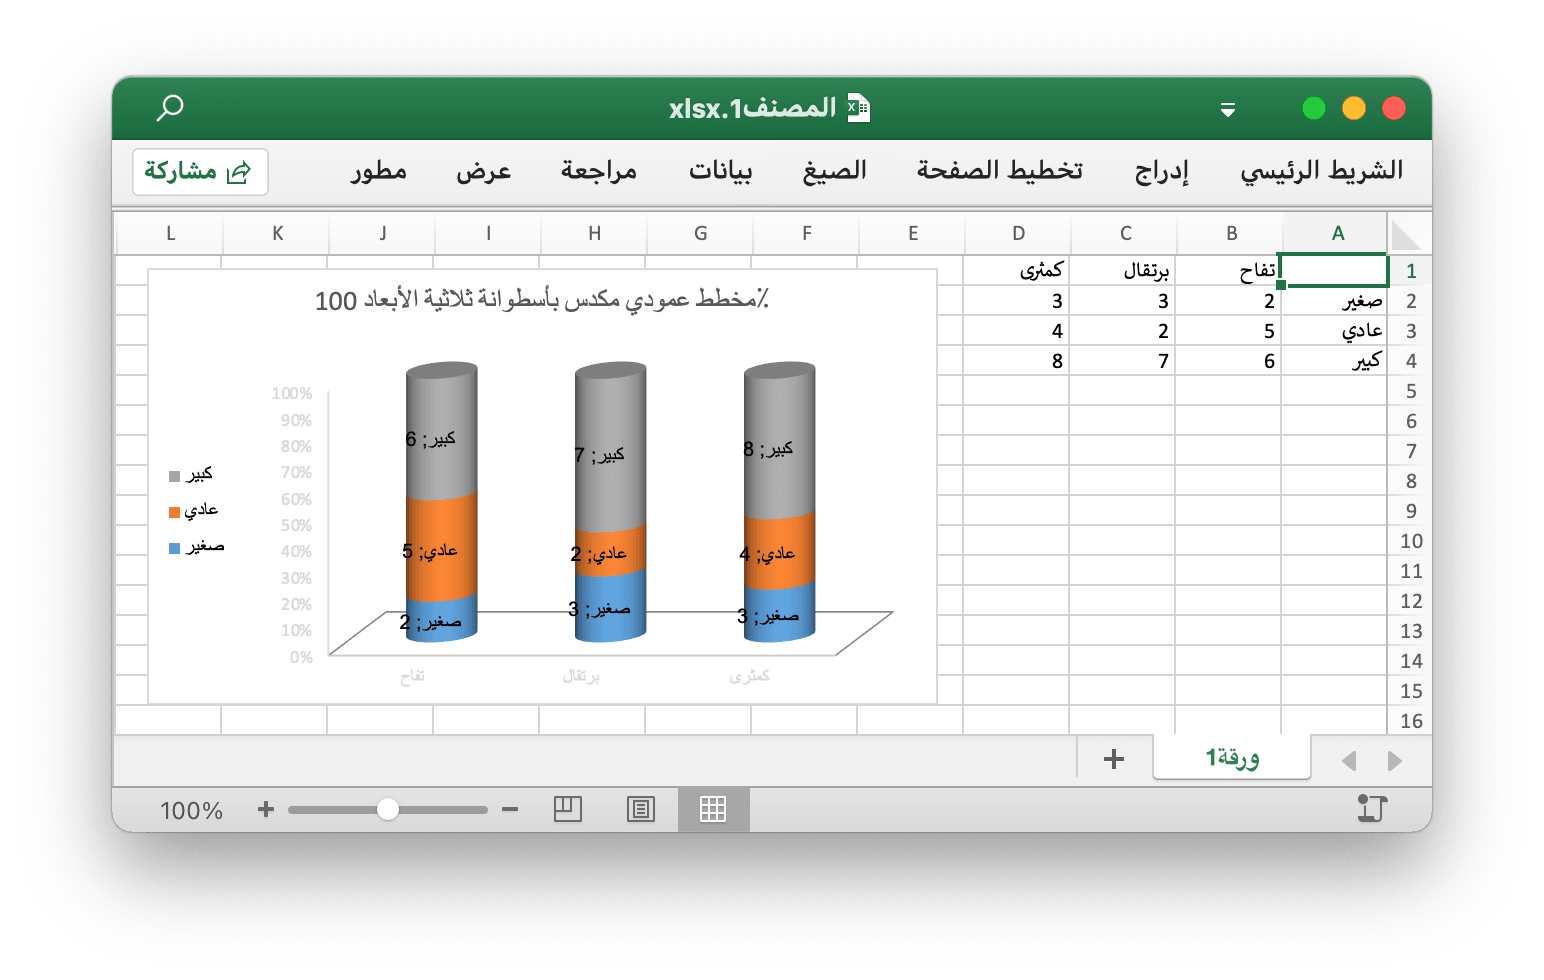 المصنف1.xlsx
الشريط الرئيسي إدراج تخطيط الصفحة الصيغ بيانات مراجعة عرض مطور مشاركة
A B C D E F G H I J K L
1 تفاح برتقال كمثرى
2 صغير 2 3 3
3 عادي 5 2 4
4 كبير 6 7 8
5
6
7
8
9
10
11
12
13
14
15
16
مخطط عمودي مكدس بأسطوانة ثلاثية الأبعاد 100٪
100%
90%
80%
70%
60%
50%
40%
30%
20%
10%
0%
كبير; 6
عادي; 5
صغير; 2
كبير; 7
عادي; 2
صغير; 3
كبير; 8
عادي; 4
صغير; 3
تفاح برتقال كمثرى
كبير
عادي
صغير
ورقة1
100%